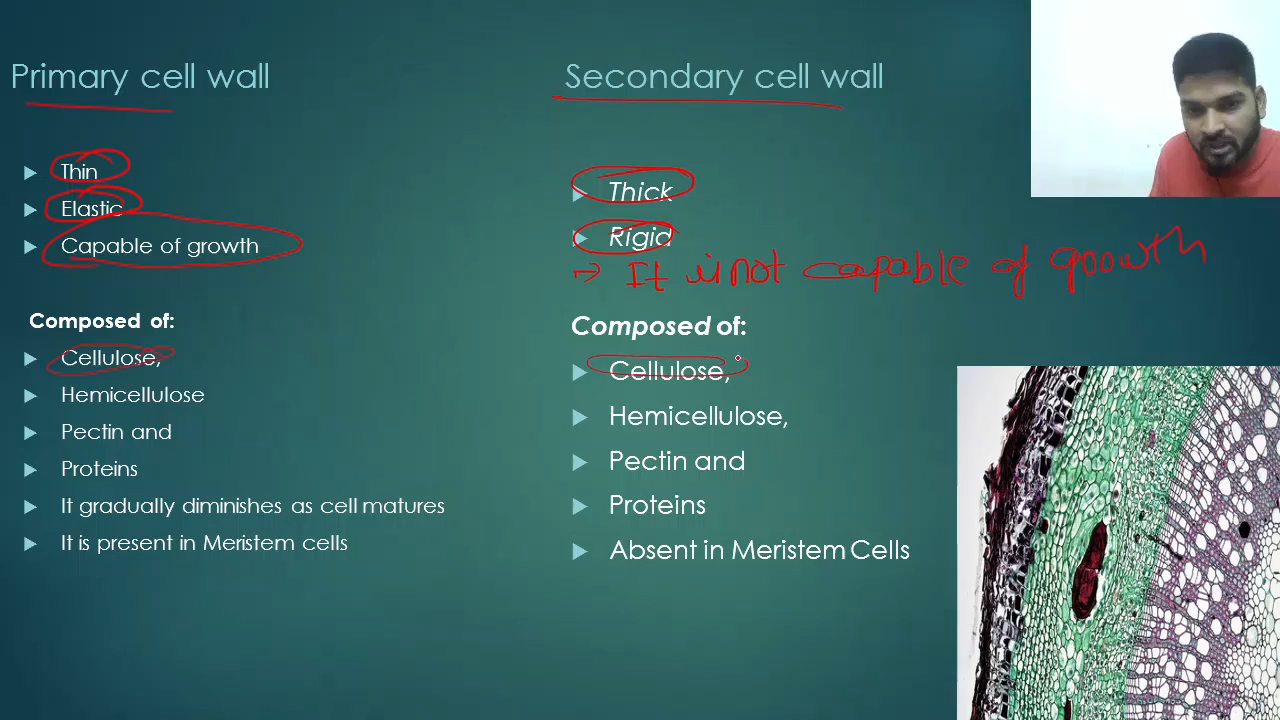 Primary cell wall
Thin
Elastic
Capable of growth
Composed of:
Cellulose,
Hemicellulose
Pectin and
Proteins
It gradually diminishes as cell matures
It is present in Meristem cells
Secondary cell wall
Thick
Rigid
It is not capable of growth
Composed of:
Cellulose,
Hemicellulose,
Pectin and
Proteins
Absent in Meristem Cells